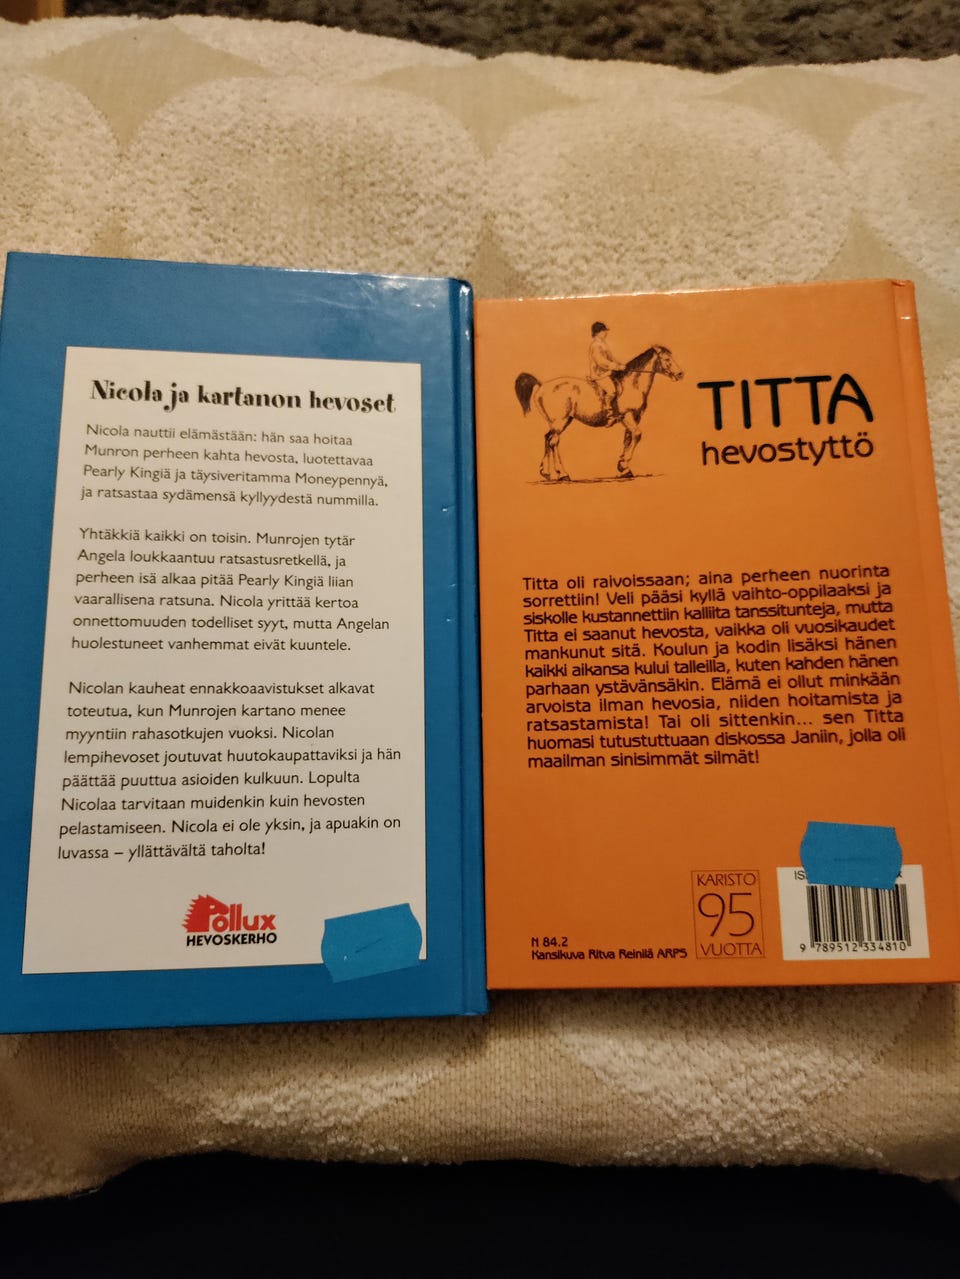 Nicola ja kartanon hevoset
Nicola nauttii elämästään: hän saa hoitaa
Munron perheen kahta hevosta, luotettavaa
Pearly Kingiä ja täysiveritamma Moneypennyä,
ja ratsastaa sydämensä kyllyydestä nummilla.
Yhtäkkiä kaikki on toisin. Munrojen tytär
Angela loukkaantuu ratsastusretkellä, ja
perheen isä alkaa pitää Pearly Kingiä liian
vaarallisena ratsuna. Nicola yrittää kertoa
onnettomuuden todelliset syyt, mutta Angelan
huolestuneet vanhemmat eivät kuuntele.
Nicolan kauheat ennakkoaavistukset alkavat
toteutua, kun Munrojen kartano menee
myyntiin rahasotkujen vuoksi. Nicolan
lempihevoset joutuvat huutokaupattaviksi ja hän
päättää puuttua asioiden kulkuun. Lopulta
Nicolaa tarvitaan muidenkin kuin hevosten
pelastamiseen. Nicola ei ole yksin, ja apuakin on
luvassa – yllättävältä taholta!
Pollux
HEVOSKERHO
TITTA
hevostyttö
Titta oli raivoissaan; aina perheen nuorinta
sorrettiin! Veli pääsi kyllä vaihto-oppilaaksi ja
siskolle kustannettiin kalliita tanssitunteja, mutta
Titta ei saanut hevosta, vaikka oli vuosikaudet
mankunut sitä. Koulun ja kodin lisäksi hänen
kaikki aikansa kului talleilla, kuten kahden hänen
parhaan ystävänsäkin. Elämä ei ollut minkään
arvoista ilman hevosia, niiden hoitamista ja
ratsastamista! Tai oli sittenkin... sen Titta
huomasi tutustuttuaan diskossa Janiin, jolla oli
maailman sinisimmät silmät!
N 84.2
Kansikuva Ritva Reinilä ARPS
KARISTO
95
VUOTTA
9 789512 334810